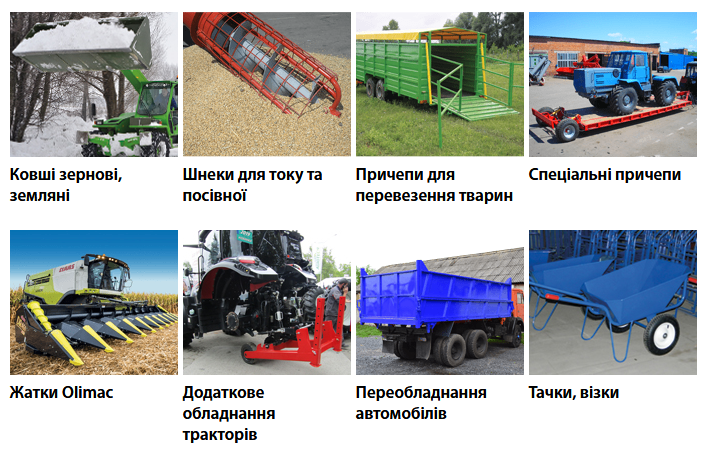 Ковші зернові,
земляні
Шнеки для току та
посівної
Причепи для
перевезення тварин
Спеціальні причепи
CLAAS
Жатки Olimac
Додаткове
обладнання
тракторів
Переобладнання
автомобілів
Тачки, візки